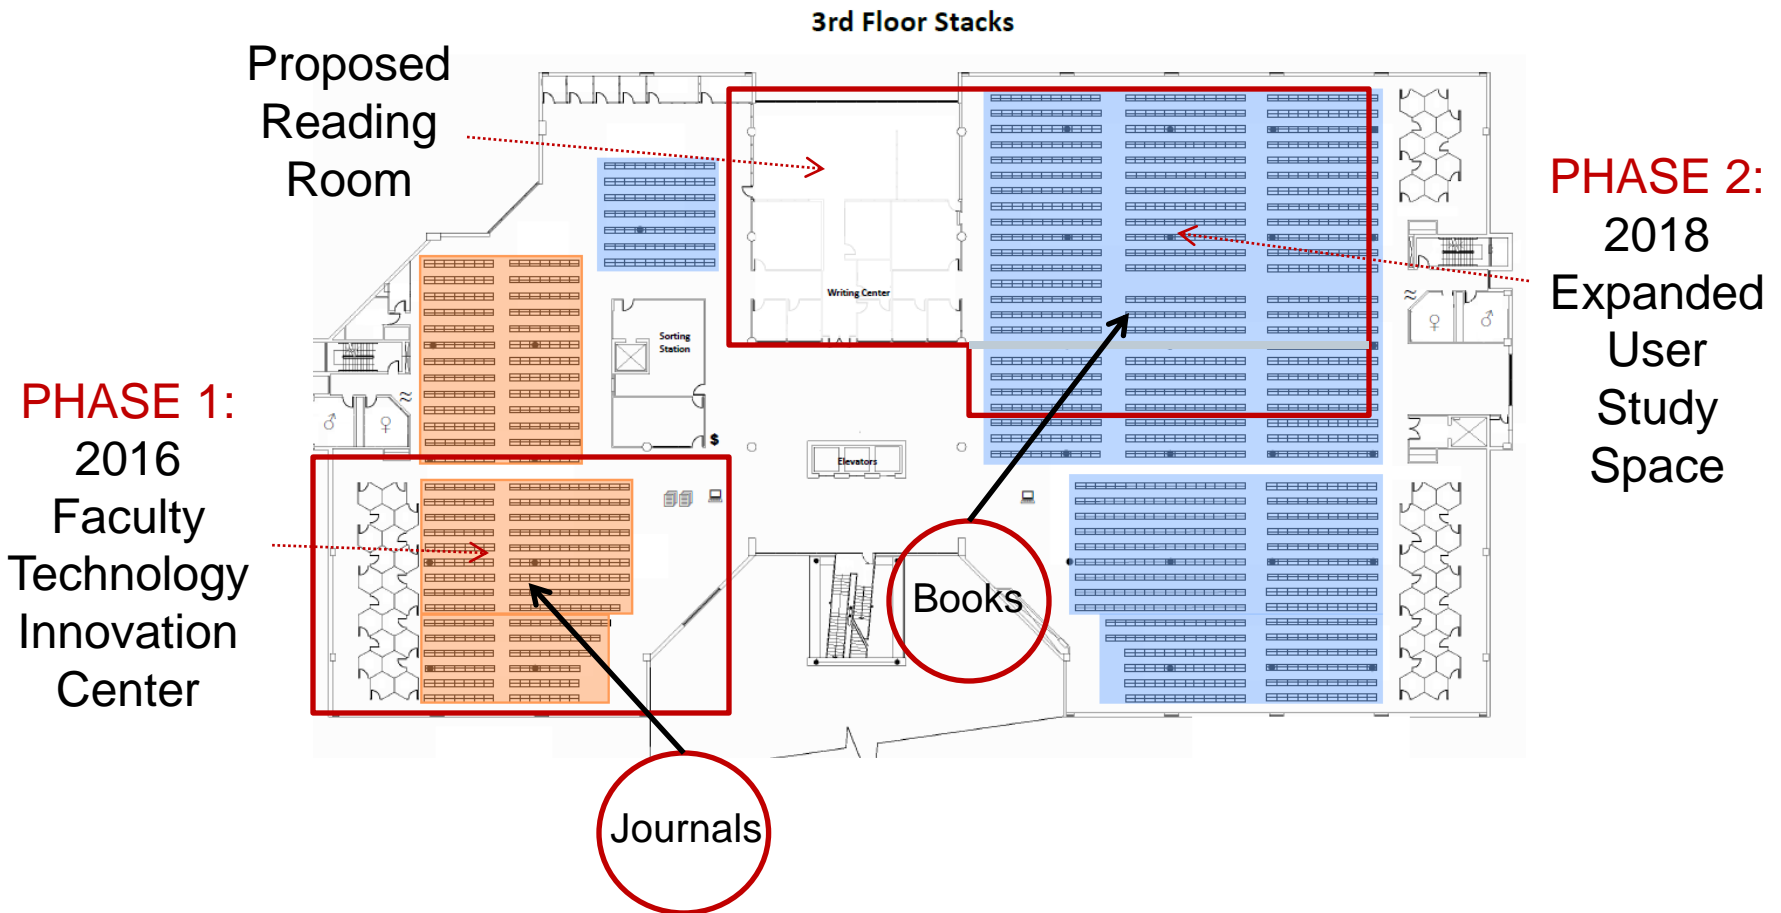 3rd Floor Stacks
Proposed
Reading
Room
PHASE 2:
2018
Expanded
User
Study
Space
Writing Center
Sorting
Station
PHASE 1:
2016
Faculty
Technology
Innovation
Center
$
Elevators
Books
Journals